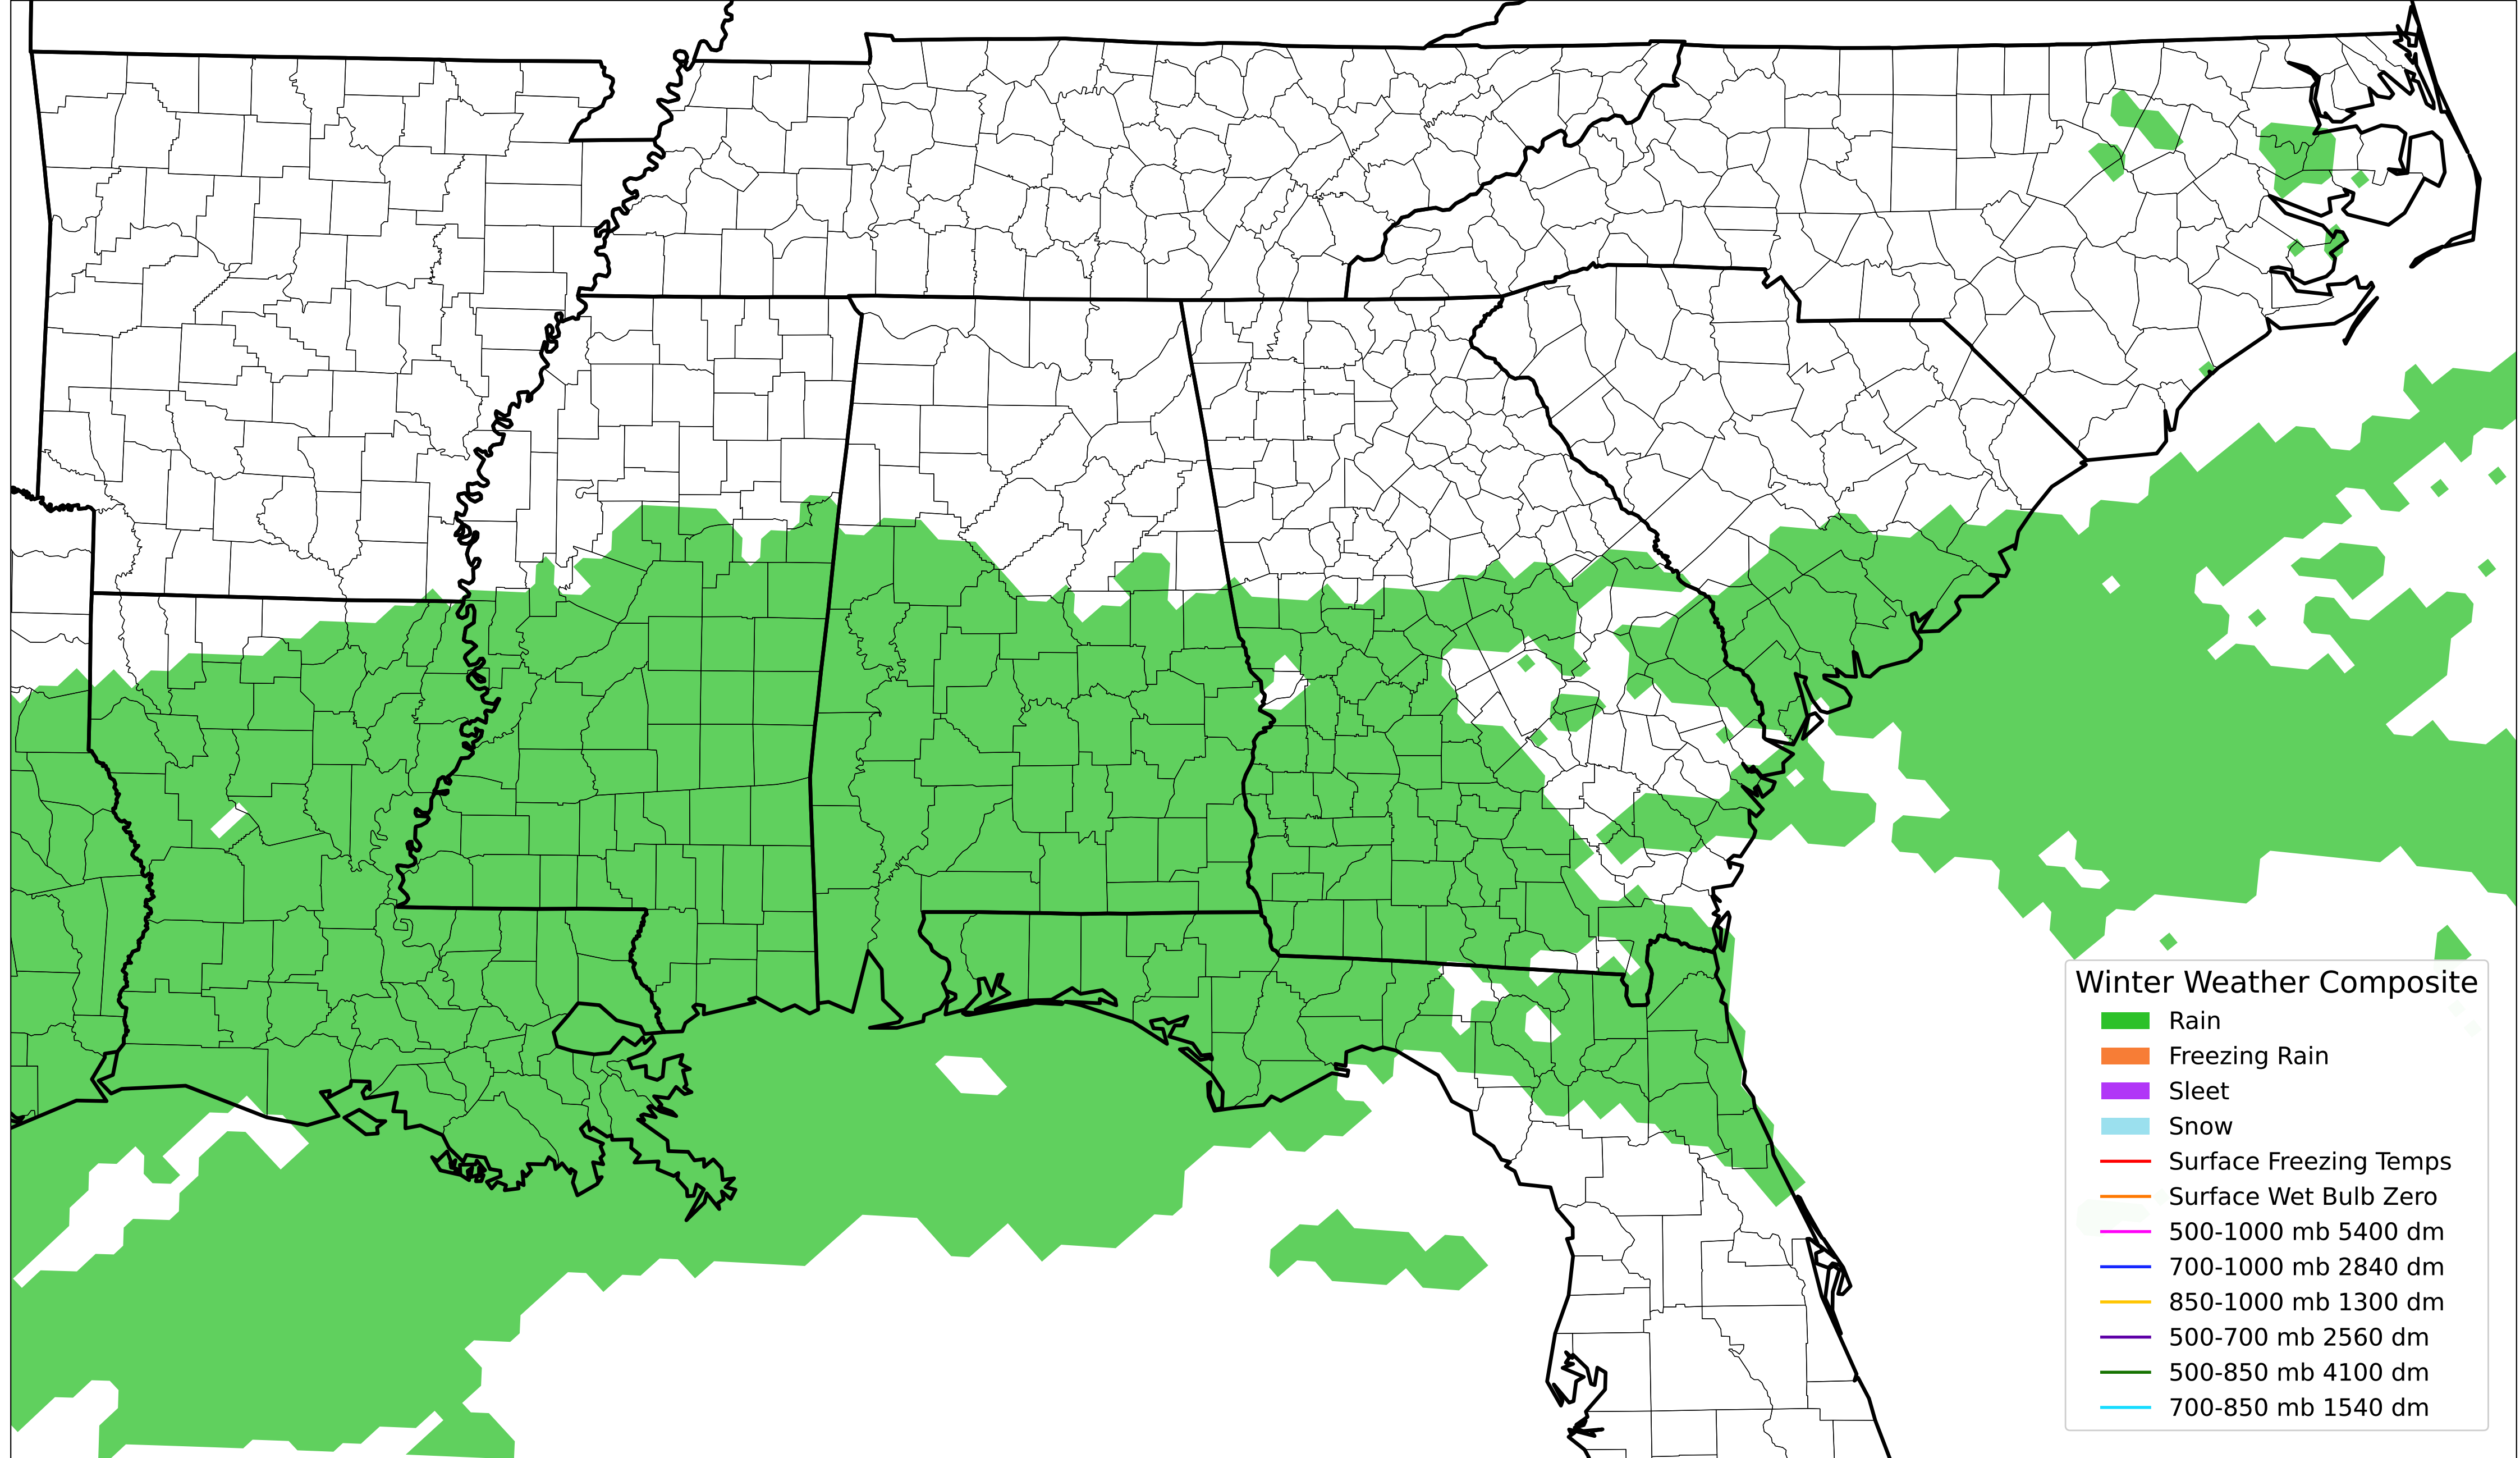 Winter Weather Composite
Rain
Freezing Rain
Sleet
Snow
Surface Freezing Temps
Surface Wet Bulb Zero
500-1000 mb 5400 dm
700-1000 mb 2840 dm
850-1000 mb 1300 dm
500-700 mb 2560 dm
500-850 mb 4100 dm
700-850 mb 1540 dm